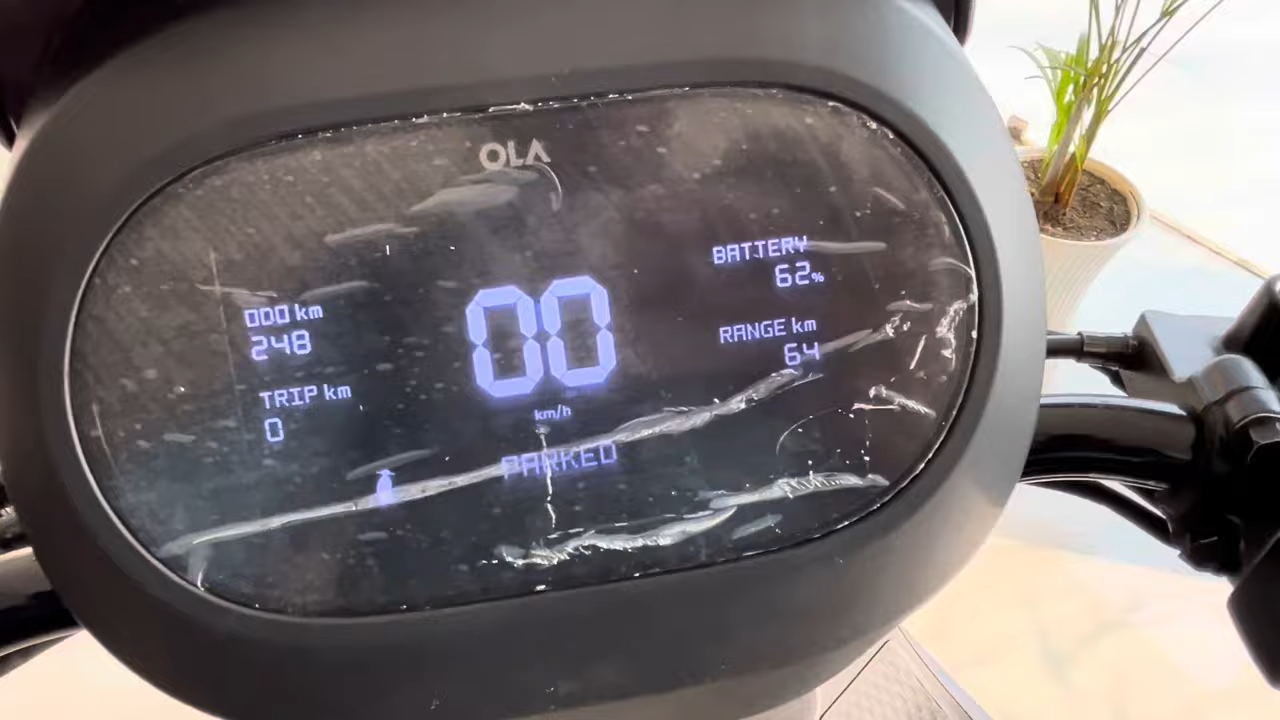 OLA
ODO km
248
TRIP km
0
00
km/h
PARKED
BATTERY
62%
RANGE km
64